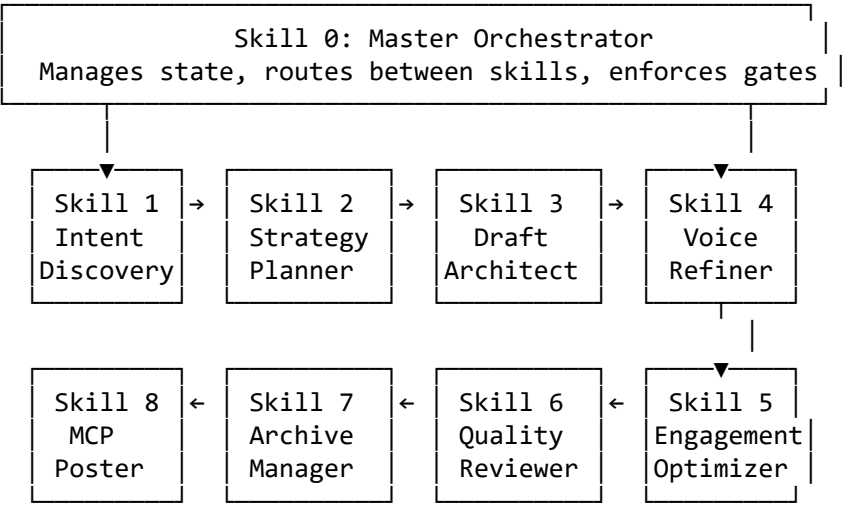 Skill 0: Master Orchestrator
Manages state, routes between skills, enforces gates
Skill 1 → Skill 2 → Skill 3 → Skill 4
Intent Strategy Draft Voice
Discovery Planner Architect Refiner
Skill 8 ← Skill 7 ← Skill 6 ← Skill 5
MCP Archive Quality Engagement
Poster Manager Reviewer Optimizer